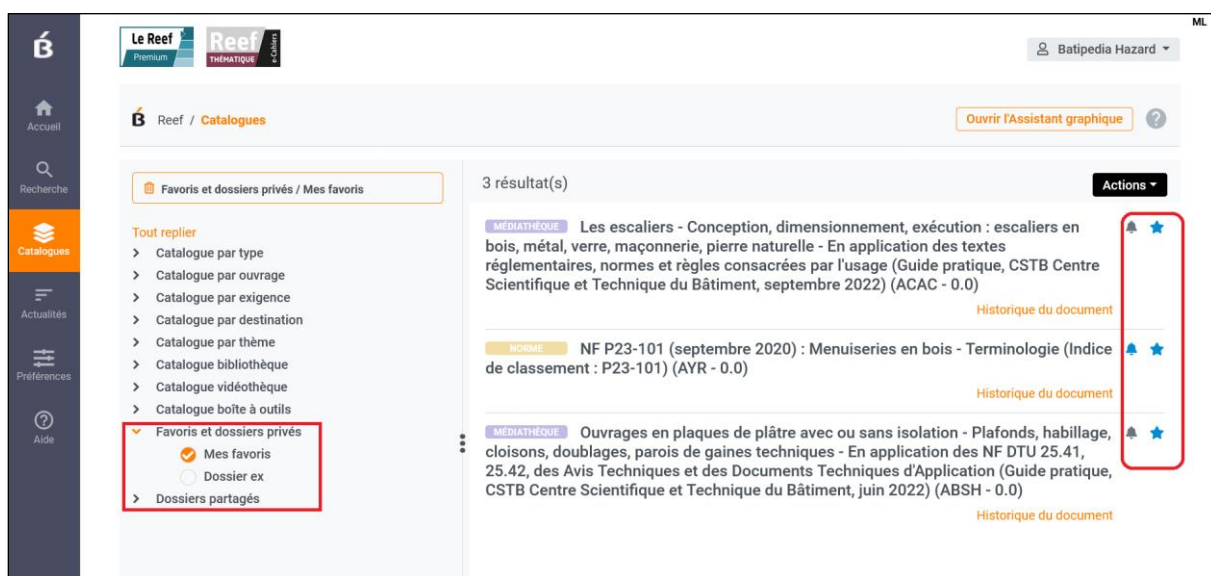 ML
Le Reef
Premium
Reef
THÉMATIQUE
e-Cahiers
Batipedia Hazard
Accueil
Recherche
Catalogues
Actualités
Préférences
Aide
Reef / Catalogues
Ouvrir l'Assistant graphique
?
Favoris et dossiers privés / Mes favoris
Tout replier
Catalogue par type
Catalogue par ouvrage
Catalogue par exigence
Catalogue par destination
Catalogue par thème
Catalogue bibliothèque
Catalogue vidéothèque
Catalogue boîte à outils
Favoris et dossiers privés
Mes favoris
Dossier ex
Dossiers partagés
3 résultat(s)
Actions
MÉDIATHÈQUE Les escaliers - Conception, dimensionnement, exécution : escaliers en
bois, métal, verre, maçonnerie, pierre naturelle - En application des textes
réglementaires, normes et règles consacrées par l'usage (Guide pratique, CSTB Centre
Scientifique et Technique du Bâtiment, septembre 2022) (ACAC - 0.0)
Historique du document
NORME NF P23-101 (septembre 2020) : Menuiseries en bois - Terminologie (Indice
de classement : P23-101) (AYR - 0.0)
Historique du document
MÉDIATHÈQUE Ouvrages en plaques de plâtre avec ou sans isolation - Plafonds, habillage,
cloisons, doublages, parois de gaines techniques - En application des NF DTU 25.41,
25.42, des Avis Techniques et des Documents Techniques d'Application (Guide pratique,
CSTB Centre Scientifique et Technique du Bâtiment, juin 2022) (ABSH - 0.0)
Historique du document